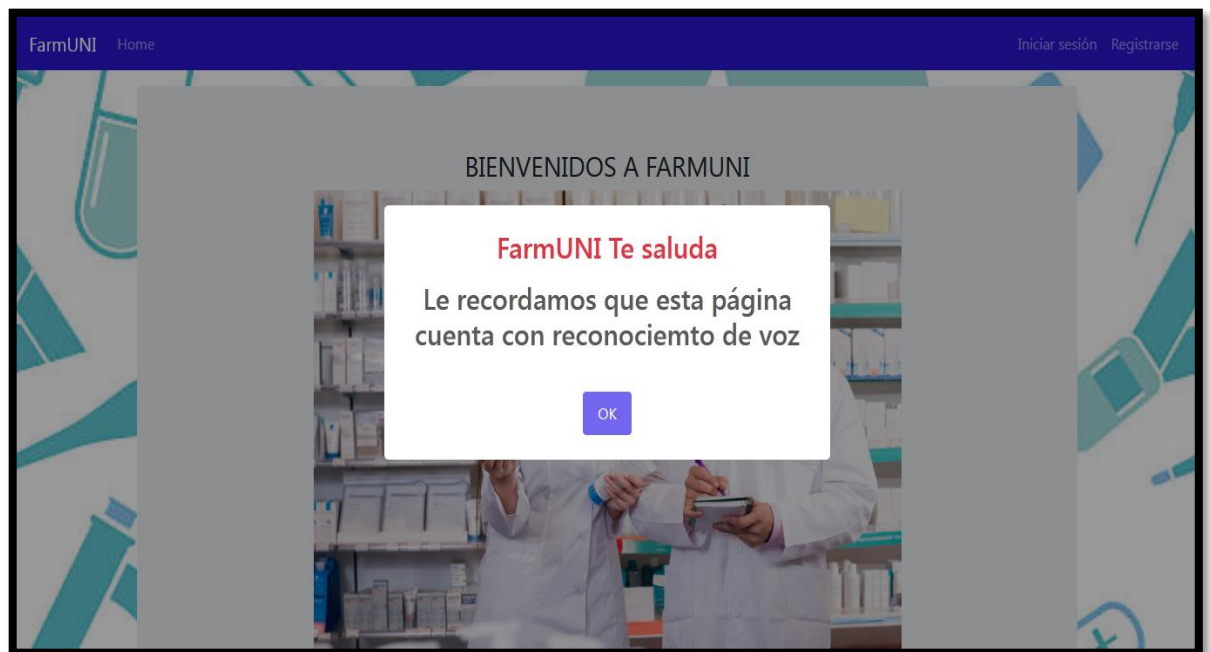 FarmUNI Home Iniciar sesión Registrarse
BIENVENIDOS A FARMUNI
FarmUNI Te saluda
Le recordamos que esta página
cuenta con reconociemto de voz
OK